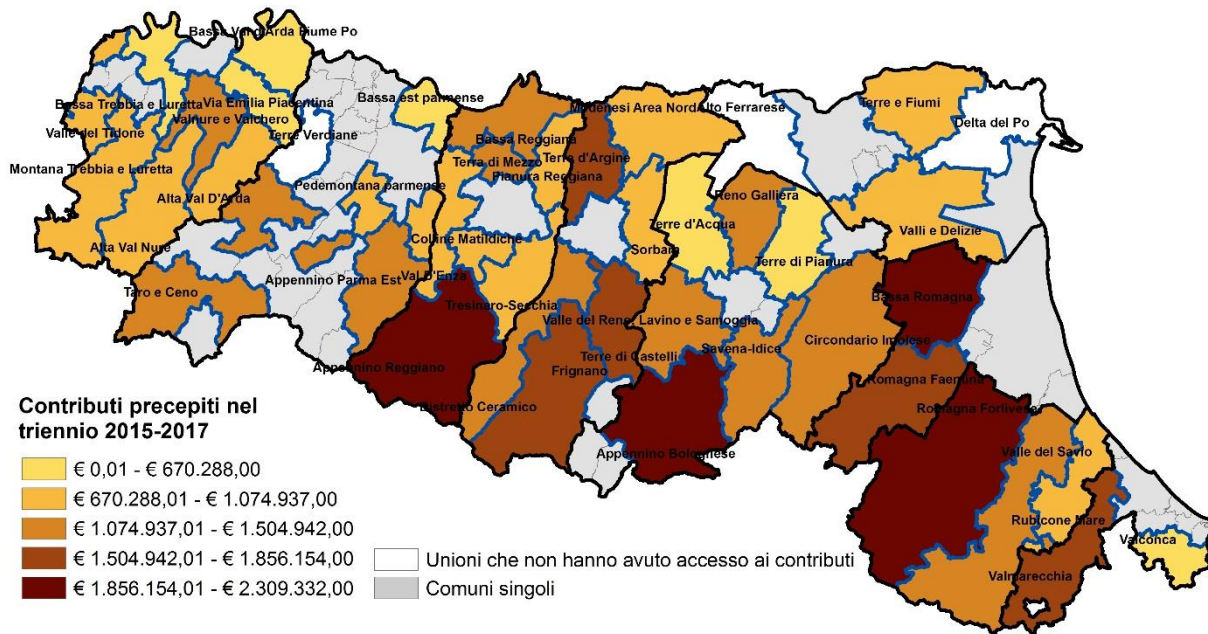 Bassa Val d'Arda Fiume Po
Bassa Trebbia e Luretta
Via Emilia Piacentina
Bassa est parmense
Valnure e Valchero
Valle del Tidone
Terre Verdiane
Montana Trebbia e Luretta
Pedemontana parmense
Alta Val D'Arda
Alta Val Nure
Appennino Parma Est
Taro e Ceno
Modenesi Area Nord
Alto Ferrarese
Terre e Fiumi
Delta del Po
Bassa Reggiana
Terra di Mezzo
Terra d'Argine
Pianura Reggiana
Reno Galliera
Terre d'Acqua
Colline Matildiche
Sorbara
Terre di Pianura
Valli e Delizie
Val D'Enza
Bassa Romagna
Tresinaro-Secchia
Valle del Reno, Lavino e Samoggia
Circondario Imolese
Savena-Idice
Terre di Castelli
Appennino Reggiano
Frignano
Romagna Faentina
Distretto Ceramico
Romagna Forlivese
Appennino Bolognese
Valle del Savio
Rubicone Mare
Valconca
Valmarecchia
Contributi precepiti nel
triennio 2015-2017
€ 0,01 - € 670.288,00
€ 670.288,01 - € 1.074.937,00
€ 1.074.937,01 - € 1.504.942,00
€ 1.504.942,01 - € 1.856.154,00
€ 1.856.154,01 - € 2.309.332,00
Unioni che non hanno avuto accesso ai contributi
Comuni singoli